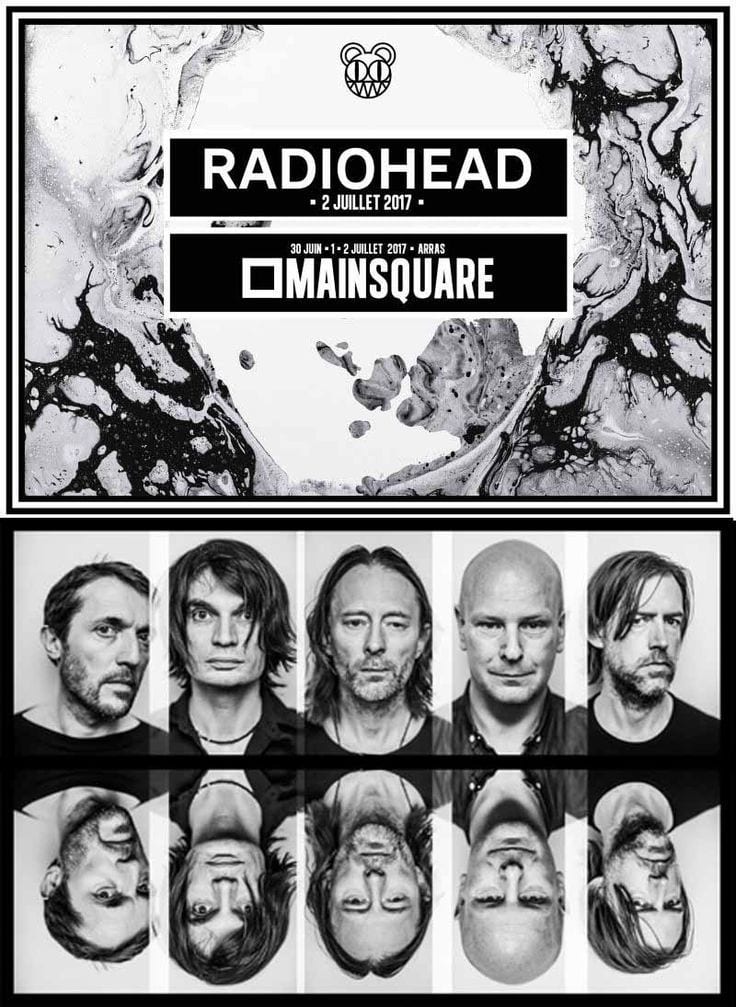 RADIOHEAD
▪ 2 JUILLET 2017 ▪
30 JUIN ▪ 1 ▪ 2 JUILLET 2017 ▪ ARRAS
MAINSQUARE